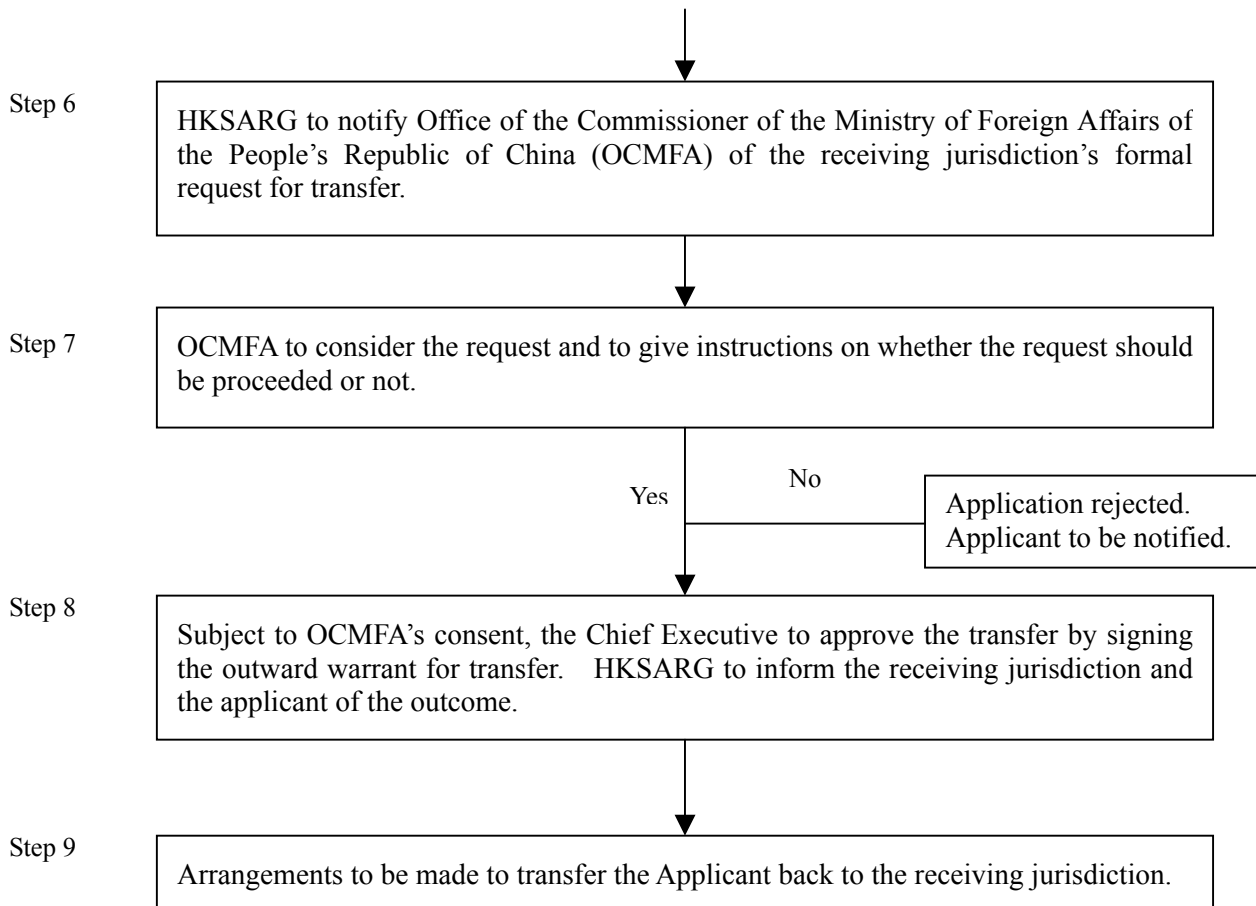 Step 6
HKSARG to notify Office of the Commissioner of the Ministry of Foreign Affairs of
the People's Republic of China (OCMFA) of the receiving jurisdiction's formal
request for transfer.
Step 7
OCMFA to consider the request and to give instructions on whether the request should
be proceeded or not.
Yes
No
Application rejected.
Applicant to be notified.
Step 8
Subject to OCMFA's consent, the Chief Executive to approve the transfer by signing
the outward warrant for transfer. HKSARG to inform the receiving jurisdiction and
the applicant of the outcome.
Step 9
Arrangements to be made to transfer the Applicant back to the receiving jurisdiction.